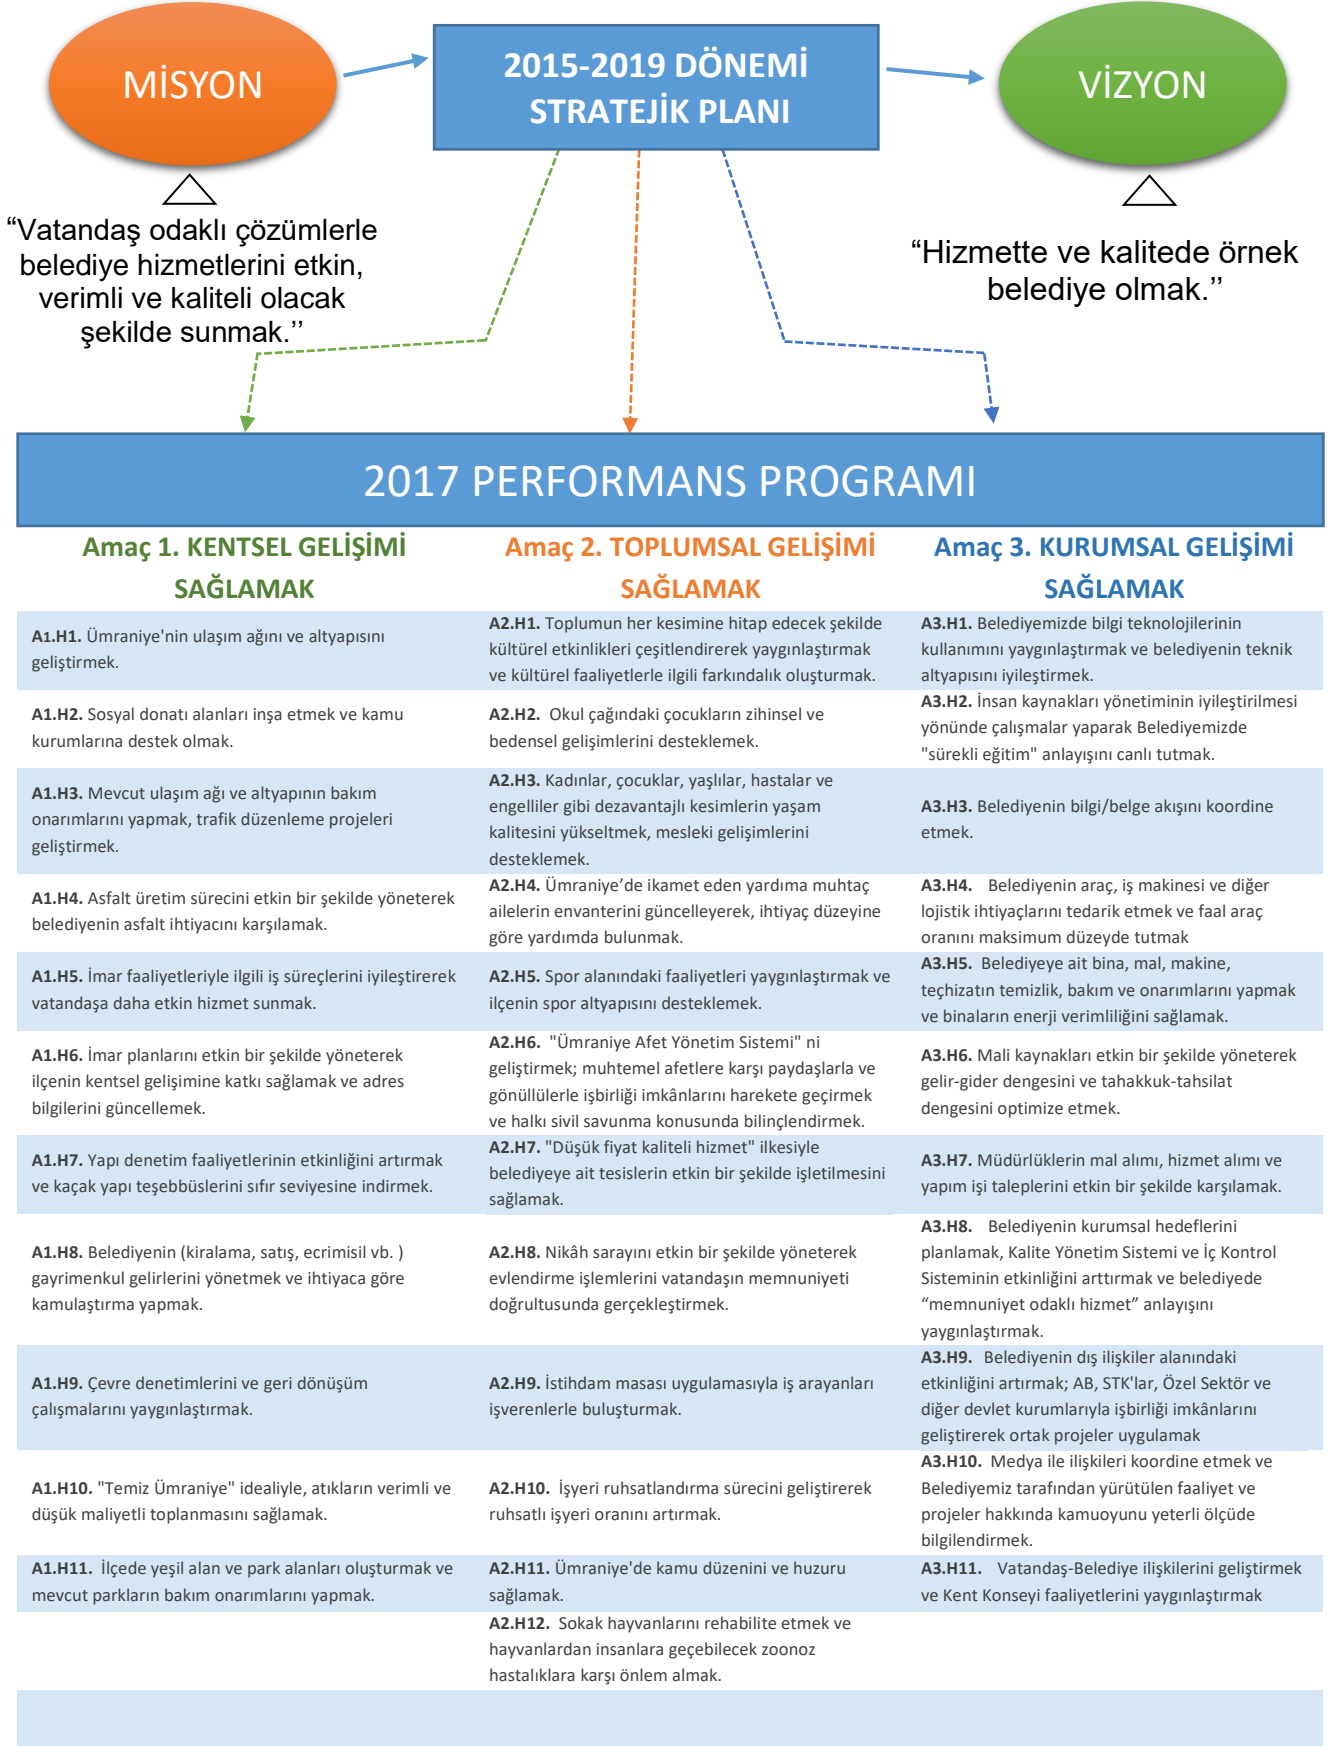 MİSYON
2015-2019 DÖNEMİ
STRATEJİK PLANI
VİZYON
“Vatandaş odaklı çözümlerle
belediye hizmetlerini etkin,
verimli ve kaliteli olacak
şekilde sunmak.’’
“Hizmette ve kalitede örnek
belediye olmak.’’
2017 PERFORMANS PROGRAMI
Amaç 1. KENTSEL GELİŞİMİ
SAĞLAMAK
A1.H1. Ümraniye'nin ulaşım ağını ve altyapısını
geliştirmek.
A1.H2. Sosyal donatı alanları inşa etmek ve kamu
kurumlarına destek olmak.
A1.H3. Mevcut ulaşım ağı ve altyapının bakım
onarımlarını yapmak, trafik düzenleme projeleri
geliştirmek.
A1.H4. Asfalt üretim sürecini etkin bir şekilde yöneterek
belediyenin asfalt ihtiyacını karşılamak.
A1.H5. İmar faaliyetleriyle ilgili iş süreçlerini iyileştirerek
vatandaşa daha etkin hizmet sunmak.
A1.H6. İmar planlarını etkin bir şekilde yöneterek
ilçenin kentsel gelişimine katkı sağlamak ve adres
bilgilerini güncellemek.
A1.H7. Yapı denetim faaliyetlerinin etkinliğini artırmak
ve kaçak yapı teşebbüslerini sıfır seviyesine indirmek.
A1.H8. Belediyenin (kiralama, satış, ecrimisil vb. )
gayrimenkul gelirlerini yönetmek ve ihtiyaca göre
kamulaştırma yapmak.
A1.H9. Çevre denetimlerini ve geri dönüşüm
çalışmalarını yaygınlaştırmak.
A1.H10. "Temiz Ümraniye" idealiyle, atıkların verimli ve
düşük maliyetli toplanmasını sağlamak.
A1.H11. İlçede yeşil alan ve park alanları oluşturmak ve
mevcut parkların bakım onarımlarını yapmak.
Amaç 2. TOPLUMSAL GELİŞİMİ
SAĞLAMAK
A2.H1. Toplumun her kesimine hitap edecek şekilde
kültürel etkinlikleri çeşitlendirerek yaygınlaştırmak
ve kültürel faaliyetlerle ilgili farkındalık oluşturmak.
A2.H2. Okul çağındaki çocukların zihinsel ve
bedensel gelişimlerini desteklemek.
A2.H3. Kadınlar, çocuklar, yaşlılar, hastalar ve
engelliler gibi dezavantajlı kesimlerin yaşam
kalitesini yükseltmek, mesleki gelişimlerini
desteklemek.
A2.H4. Ümraniye’de ikamet eden yardıma muhtaç
ailelerin envanterini güncelleyerek, ihtiyaç düzeyine
göre yardımda bulunmak.
A2.H5. Spor alanındaki faaliyetleri yaygınlaştırmak ve
ilçenin spor altyapısını desteklemek.
A2.H6. "Ümraniye Afet Yönetim Sistemi" ni
geliştirmek; muhtemel afetlere karşı paydaşlarla ve
gönüllülerle işbirliği imkânlarını harekete geçirmek
ve halkı sivil savunma konusunda bilinçlendirmek.
A2.H7. "Düşük fiyat kaliteli hizmet" ilkesiyle
belediyeye ait tesislerin etkin bir şekilde işletilmesini
sağlamak.
A2.H8. Nikâh sarayını etkin bir şekilde yöneterek
evlendirme işlemlerini vatandaşın memnuniyeti
doğrultusunda gerçekleştirmek.
A2.H9. İstihdam masası uygulamasıyla iş arayanları
işverenlerle buluşturmak.
A2.H10. İşyeri ruhsatlandırma sürecini geliştirerek
ruhsatlı işyeri oranını artırmak.
A2.H11. Ümraniye'de kamu düzenini ve huzuru
sağlamak.
A2.H12. Sokak hayvanlarını rehabilite etmek ve
hayvanlardan insanlara geçebilecek zoonoz
hastalıklara karşı önlem almak.
Amaç 3. KURUMSAL GELİŞİMİ
SAĞLAMAK
A3.H1. Belediyemizde bilgi teknolojilerinin
kullanımını yaygınlaştırmak ve belediyenin teknik
altyapısını iyileştirmek.
A3.H2. İnsan kaynakları yönetiminin iyileştirilmesi
yönünde çalışmalar yaparak Belediyemizde
"sürekli eğitim" anlayışını canlı tutmak.
A3.H3. Belediyenin bilgi/belge akışını koordine
etmek.
A3.H4. Belediyenin araç, iş makinesi ve diğer
lojistik ihtiyaçlarını tedarik etmek ve faal araç
oranını maksimum düzeyde tutmak
A3.H5. Belediyeye ait bina, mal, makine,
teçhizatın temizlik, bakım ve onarımlarını yapmak
ve binaların enerji verimliliğini sağlamak.
A3.H6. Mali kaynakları etkin bir şekilde yöneterek
gelir-gider dengesini ve tahakkuk-tahsilat
dengesini optimize etmek.
A3.H7. Müdürlüklerin mal alımı, hizmet alımı ve
yapım işi taleplerini etkin bir şekilde karşılamak.
A3.H8. Belediyenin kurumsal hedeflerini
planlamak, Kalite Yönetim Sistemi ve İç Kontrol
Sisteminin etkinliğini arttırmak ve belediyede
“memnuniyet odaklı hizmet” anlayışını
yaygınlaştırmak.
A3.H9. Belediyenin dış ilişkiler alanındaki
etkinliğini artırmak; AB, STK'lar, Özel Sektör ve
diğer devlet kurumlarıyla işbirliği imkânlarını
geliştirerek ortak projeler uygulamak
A3.H10. Medya ile ilişkileri koordine etmek ve
Belediyemiz tarafından yürütülen faaliyet ve
projeler hakkında kamuoyunu yeterli ölçüde
bilgilendirmek.
A3.H11. Vatandaş-Belediye ilişkilerini geliştirmek
ve Kent Konseyi faaliyetlerini yaygınlaştırmak